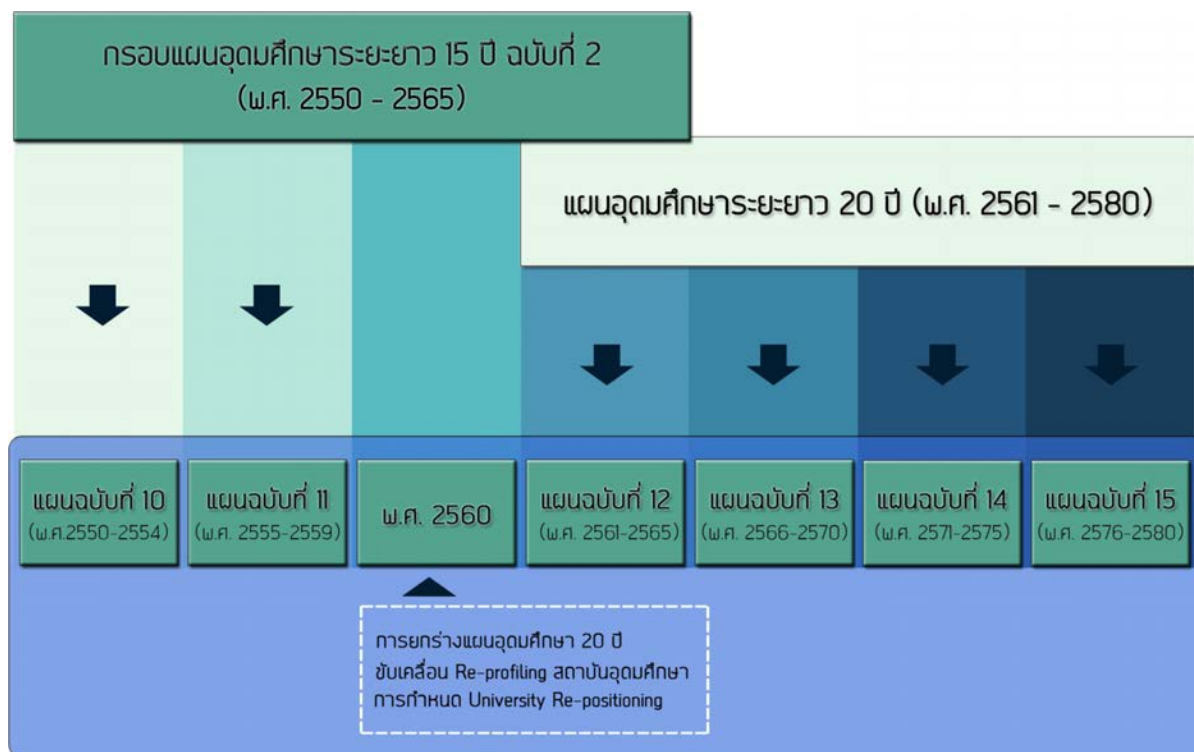 กรอบแผนอุดมศึกษาระยะยาว 15 ปี ฉบับที่ 2
(พ.ศ. 2550 - 2565)
แผนอุดมศึกษาระยะยาว 20 ปี (พ.ศ. 2561 - 2580)
แผนฉบับที่ 10
(พ.ศ.2550-2554)
แผนฉบับที่ 11
(พ.ศ. 2555-2559)
พ.ศ. 2560
แผนฉบับที่ 12
(พ.ศ. 2561-2565)
แผนฉบับที่ 13
(พ.ศ. 2566-2570)
แผนฉบับที่ 14
(พ.ศ. 2571-2575)
แผนฉบับที่ 15
(พ.ศ. 2576-2580)
การยกร่างแผนอุดมศึกษา 20 ปี
ขับเคลื่อน Re-profiling สถาบันอุดมศึกษา
การกำหนด University Re-positioning